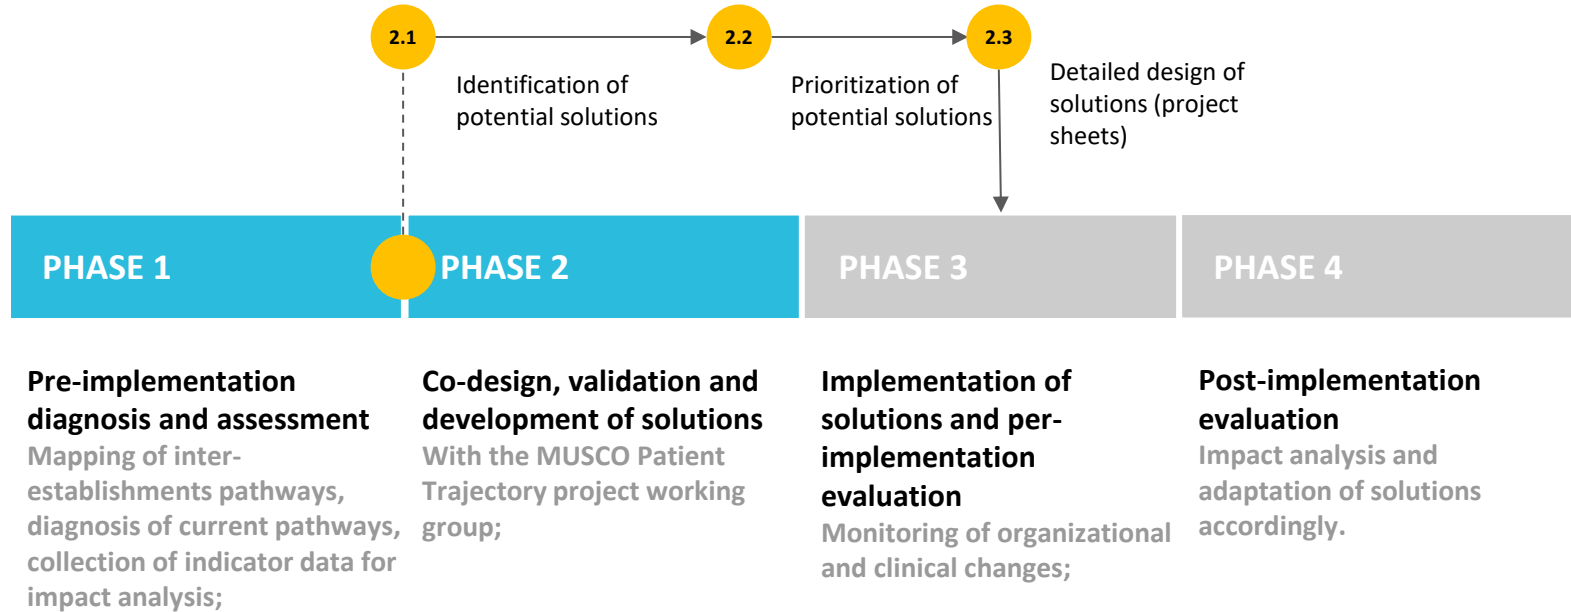 2.1
2.2
2.3
Identification of
potential solutions
Prioritization of
potential solutions
Detailed design of
solutions (project
sheets)
PHASE 1
PHASE 2
PHASE 3
PHASE 4
Pre-implementation
diagnosis and assessment
Mapping of inter-
establishments pathways,
diagnosis of current pathways,
collection of indicator data for
impact analysis;
Co-design, validation and
development of solutions
With the MUSCO Patient
Trajectory project working
group;
Implementation of
solutions and per-
implementation
evaluation
Monitoring of organizational
and clinical changes;
Post-implementation
evaluation
Impact analysis and
adaptation of solutions
accordingly.